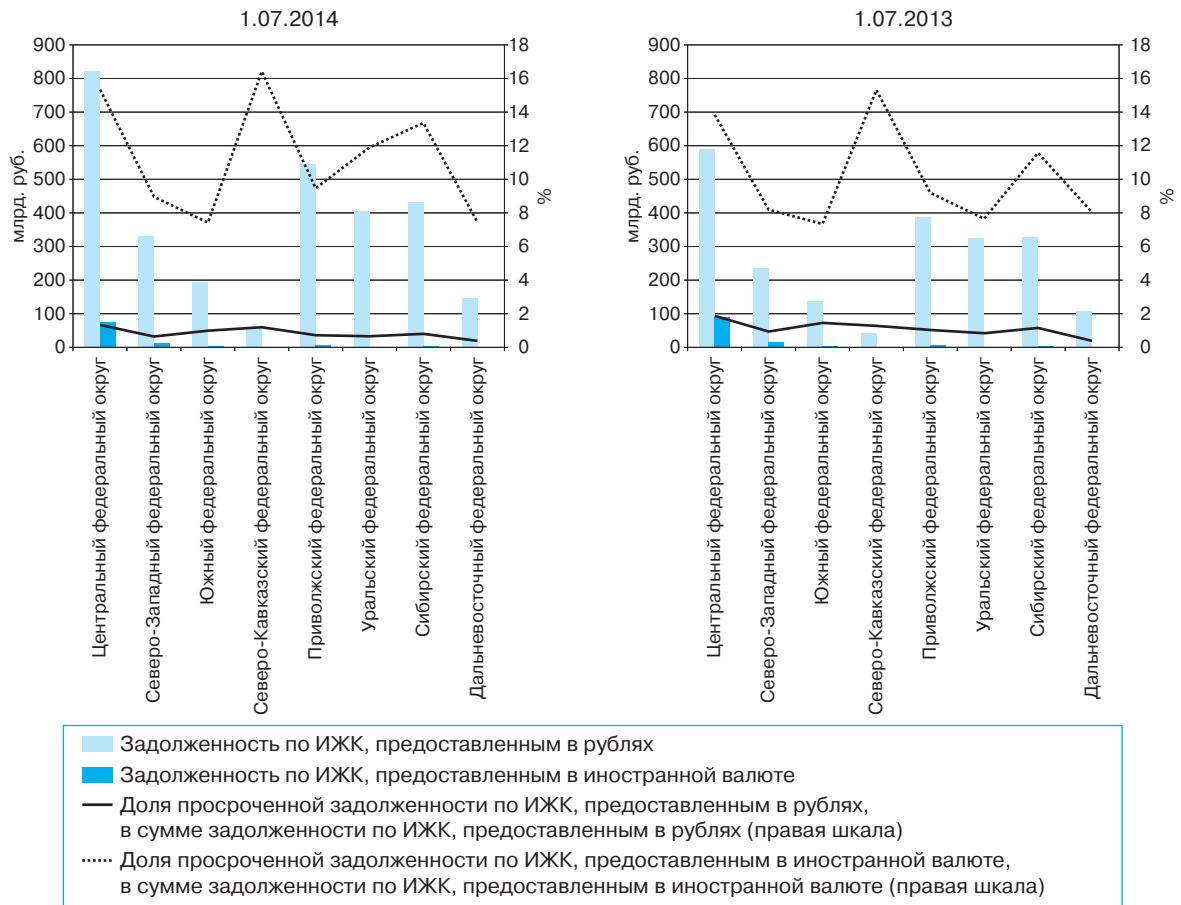 1.07.2014
млрд. руб.
900
800
700
600
500
400
300
200
100
0
18
16
14
12
10
8
6
4
2
0
%
Центральный федеральный округ
Северо-Западный федеральный округ
Южный федеральный округ
Северо-Кавказский федеральный округ
Приволжский федеральный округ
Уральский федеральный округ
Сибирский федеральный округ
Дальневосточный федеральный округ
1.07.2013
млрд. руб.
900
800
700
600
500
400
300
200
100
0
18
16
14
12
10
8
6
4
2
0
%
Центральный федеральный округ
Северо-Западный федеральный округ
Южный федеральный округ
Северо-Кавказский федеральный округ
Приволжский федеральный округ
Уральский федеральный округ
Сибирский федеральный округ
Дальневосточный федеральный округ
Задолженность по ИЖК, предоставленным в рублях
Задолженность по ИЖК, предоставленным в иностранной валюте
Доля просроченной задолженности по ИЖК, предоставленным в рублях,
в сумме задолженности по ИЖК, предоставленным в рублях (правая шкала)
Доля просроченной задолженности по ИЖК, предоставленным в иностранной валюте,
в сумме задолженности по ИЖК, предоставленным в иностранной валюте (правая шкала)